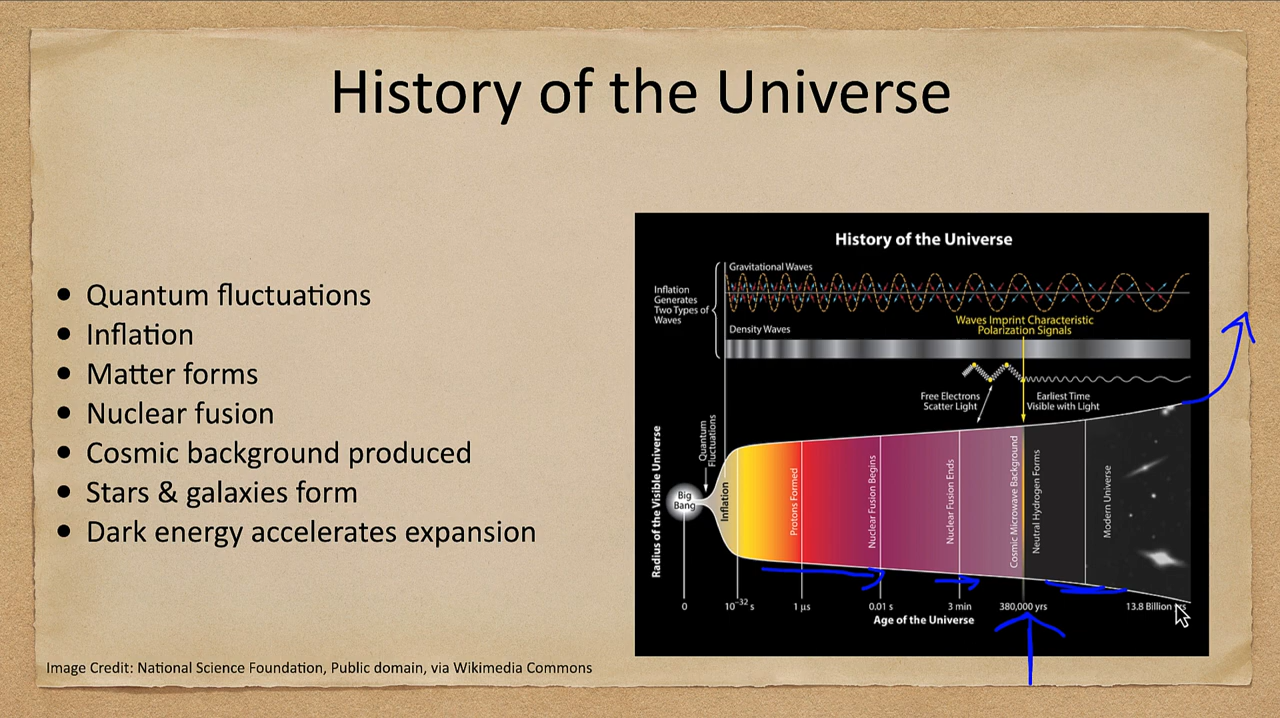 History of the Universe
• Quantum fluctuations
• Inflation
• Matter forms
• Nuclear fusion
• Cosmic background produced
• Stars & galaxies form
• Dark energy accelerates expansion
Image Credit: National Science Foundation, Public domain, via Wikimedia Commons
History of the Universe
Inflation
Generates
Two Types of
Waves
Gravitational Waves
Waves Imprint Characteristic
Polarization Signals
Density Waves
Free Electrons
Scatter Light
Earliest Time
Visible with Light
Radius of the Visible Universe
Big
Bang
Quantum
Fluctuations
Inflation
Protons Formed
Nuclear Fusion Begins
Nuclear Fusion Ends
Cosmic Microwave Background
Neutral Hydrogen Forms
Modern Universe
0
10⁻³² s
1 µs
0.01 s
3 min
380,000 yrs
13.8 Billion yrs
Age of the Universe